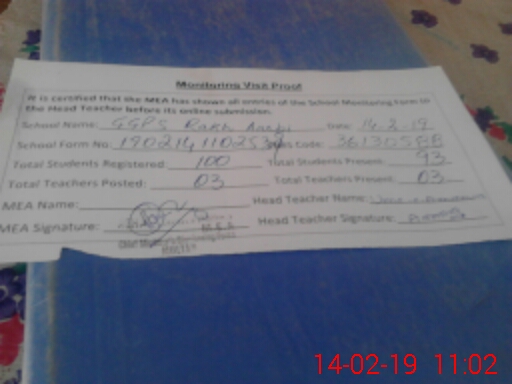 Monitoring Visit Proof
It is certified that the MEA has shown all entries of the School Monitoring Form to
the Head Teacher before its online submission.
School Name: GGPS Rakh Date: 14-2-19
School Form No: Code:
Total Students Registered: 100 Total Students Present: 93
Total Teachers Posted: 03 Total Teachers Present: 03
MEA Name: Head Teacher Name:
MEA Signature: M.E.A Head Teacher Signature:
14-02-19 11:02